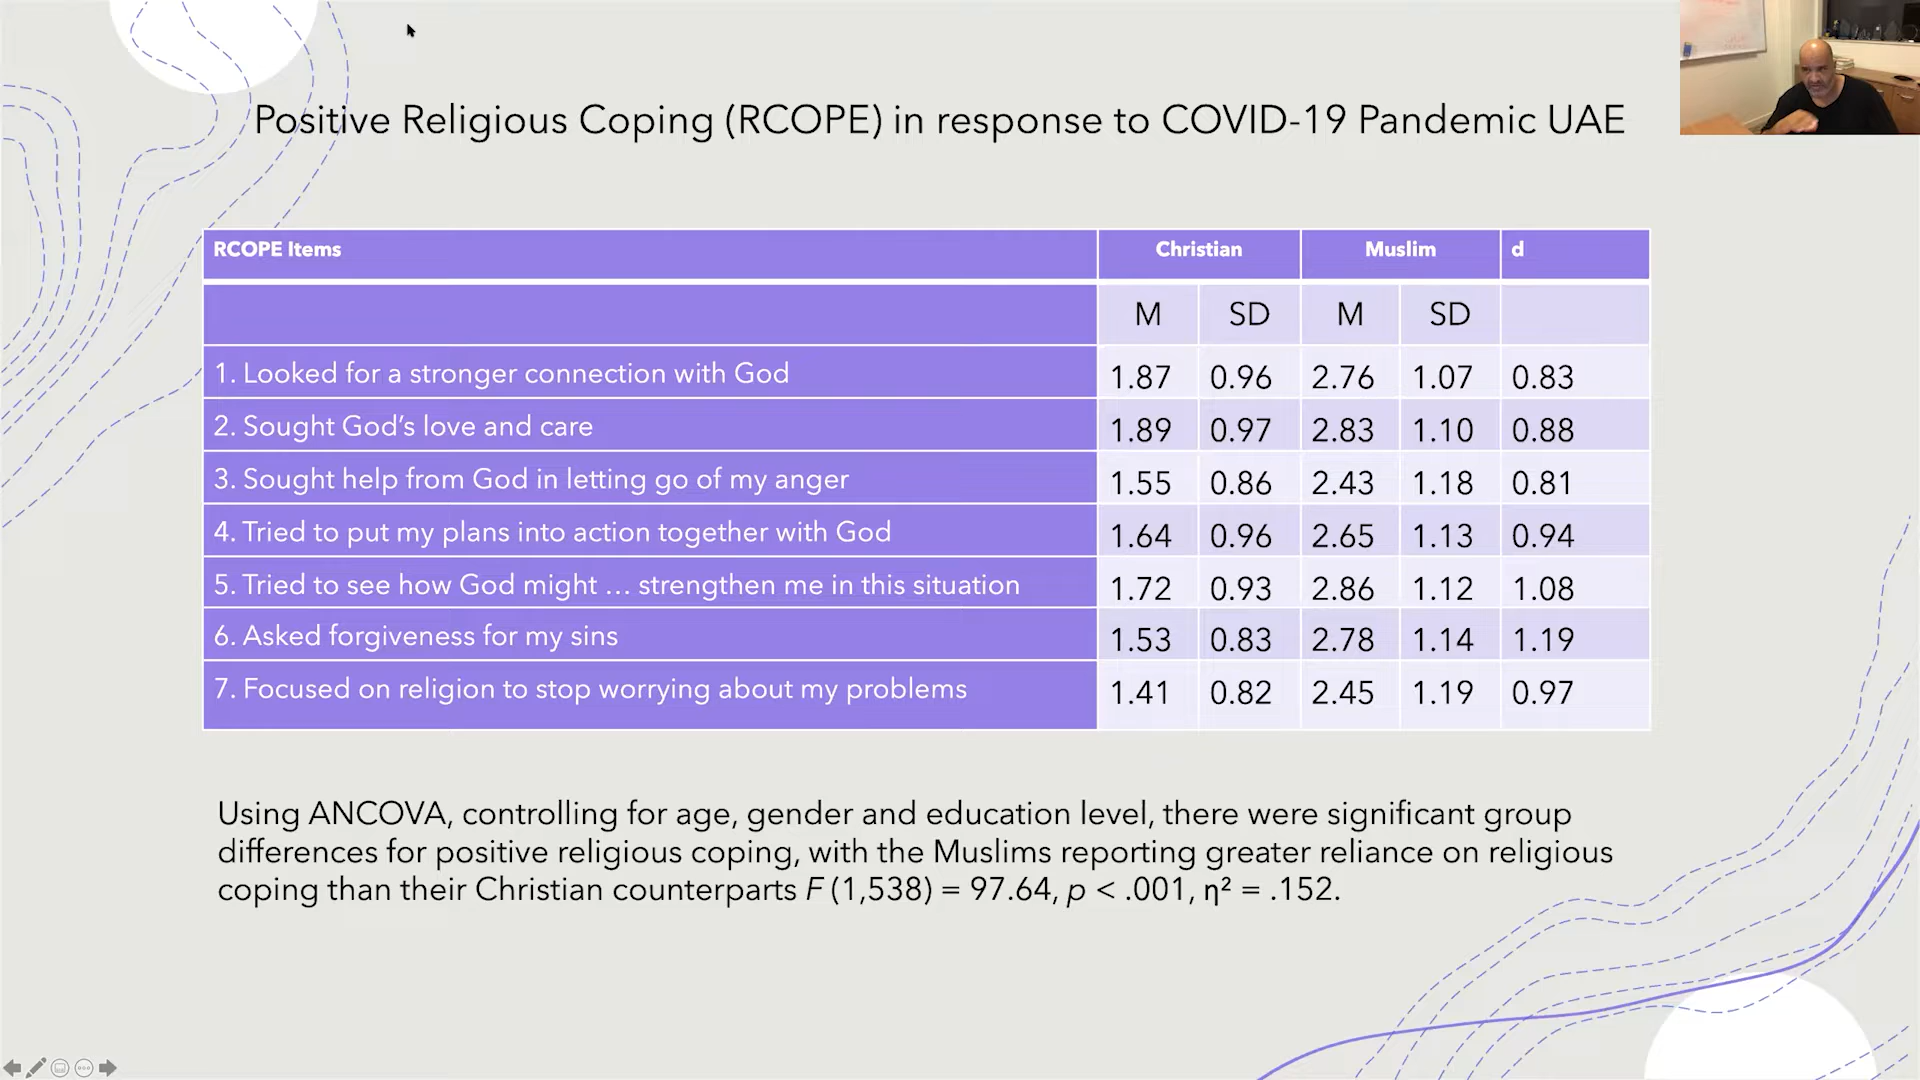 Positive Religious Coping (RCOPE) in response to COVID-19 Pandemic UAE
RCOPE Items Christian Muslim d
M SD M SD
1. Looked for a stronger connection with God 1.87 0.96 2.76 1.07 0.83
2. Sought God’s love and care 1.89 0.97 2.83 1.10 0.88
3. Sought help from God in letting go of my anger 1.55 0.86 2.43 1.18 0.81
4. Tried to put my plans into action together with God 1.64 0.96 2.65 1.13 0.94
5. Tried to see how God might … strengthen me in this situation 1.72 0.93 2.86 1.12 1.08
6. Asked forgiveness for my sins 1.53 0.83 2.78 1.14 1.19
7. Focused on religion to stop worrying about my problems 1.41 0.82 2.45 1.19 0.97
Using ANCOVA, controlling for age, gender and education level, there were significant group
differences for positive religious coping, with the Muslims reporting greater reliance on religious
coping than their Christian counterparts F (1,538) = 97.64, p < .001, η² = .152.